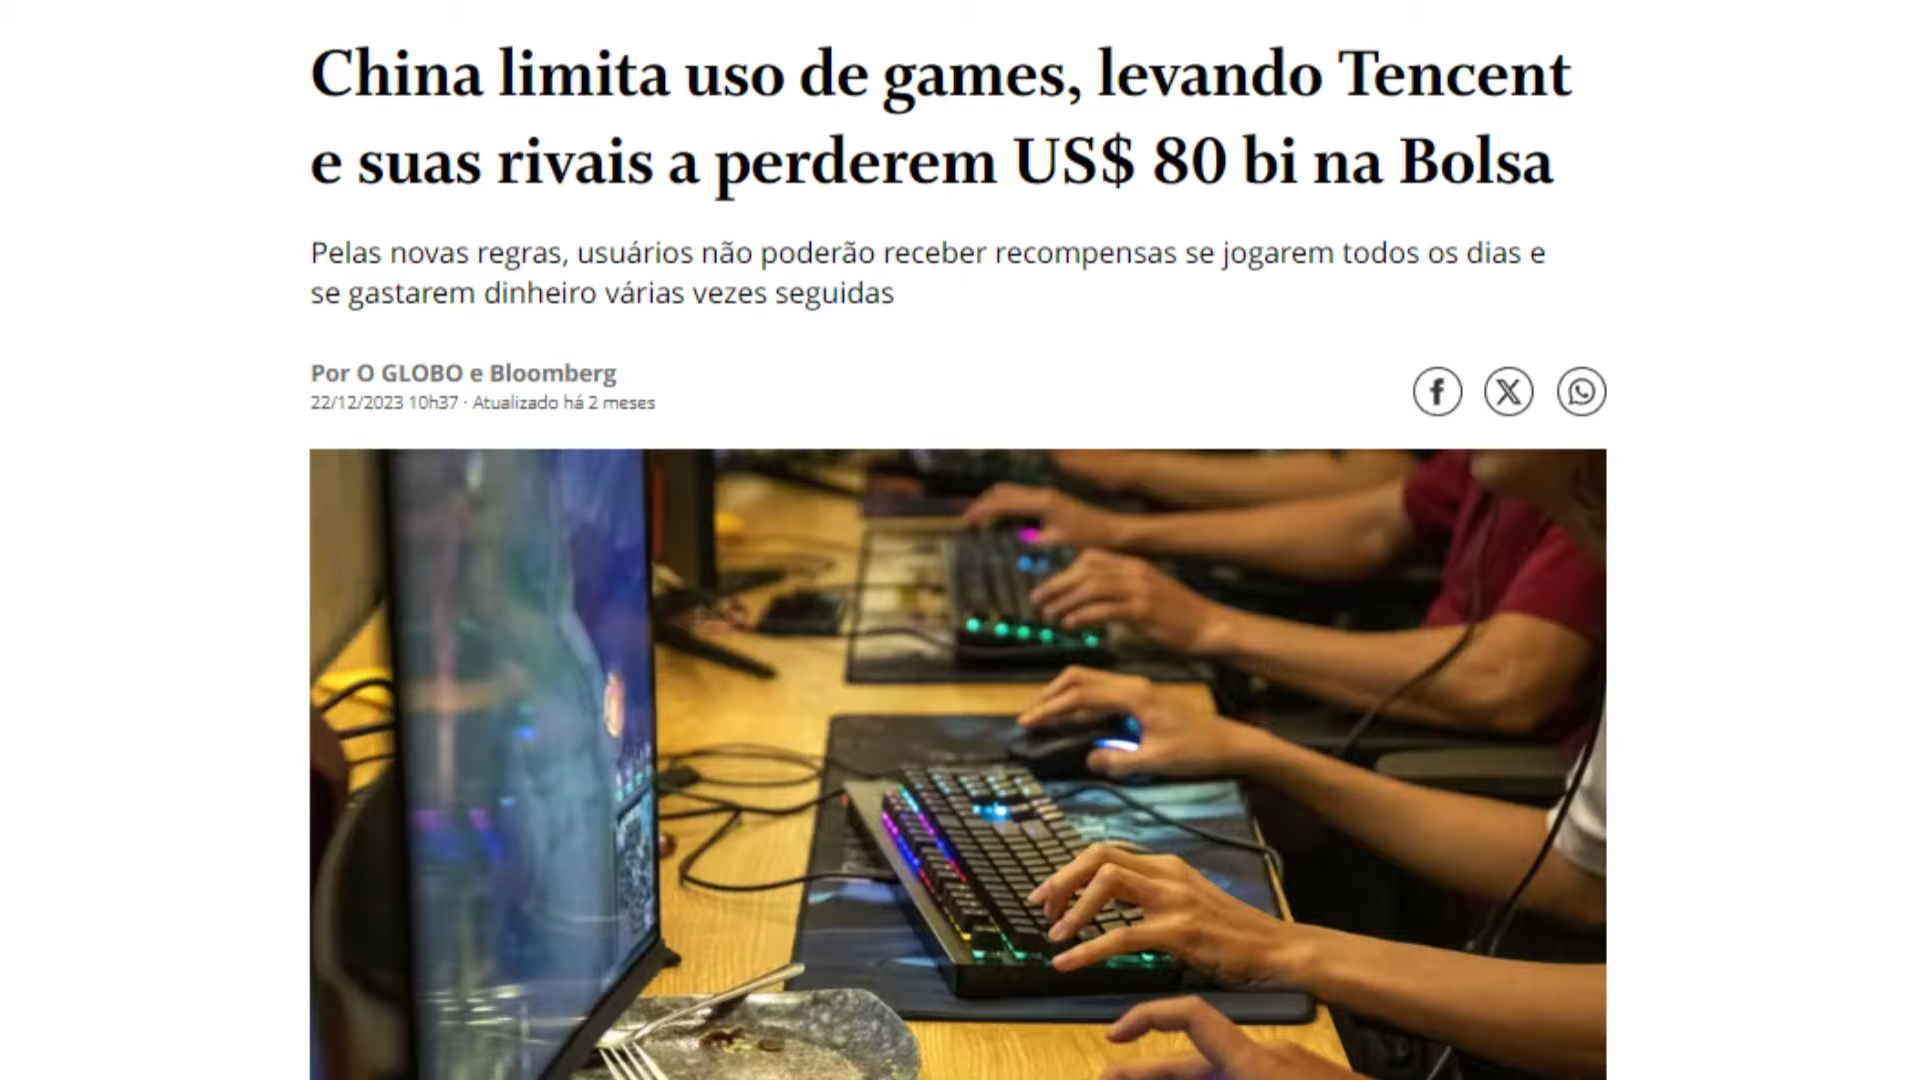 China limita uso de games, levando Tencent
e suas rivais a perderem US$ 80 bi na Bolsa
Pelas novas regras, usuários não poderão receber recompensas se jogarem todos os dias e
se gastarem dinheiro várias vezes seguidas
Por O GLOBO e Bloomberg
22/12/2023 10h37 · Atualizado há 2 meses